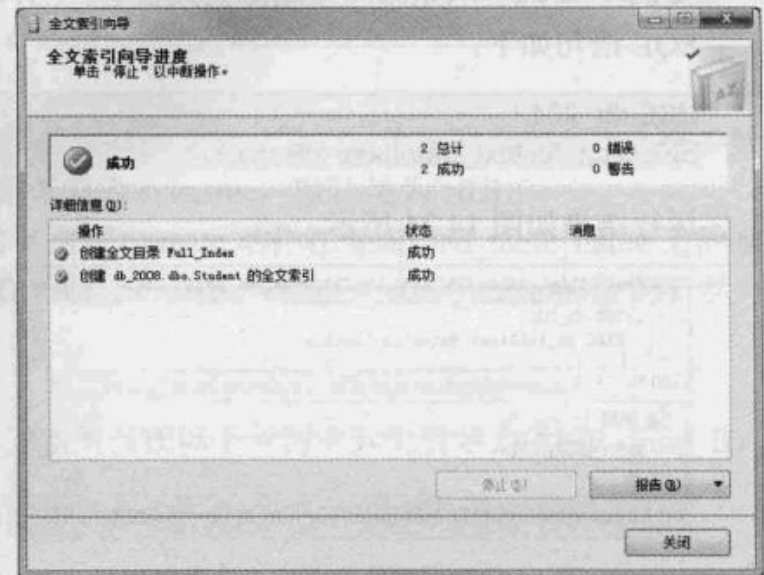 全文索引向导
全文索引向导进度
单击“停止”以中断操作。
成功
2 总计
0 错误
2 成功
0 警告
详细信息(D):
操作
状态
消息
创建全文目录 Full_Index
成功
创建 db_2008.dbo.Student 的全文索引
成功
停止(S)
报告(R)
关闭